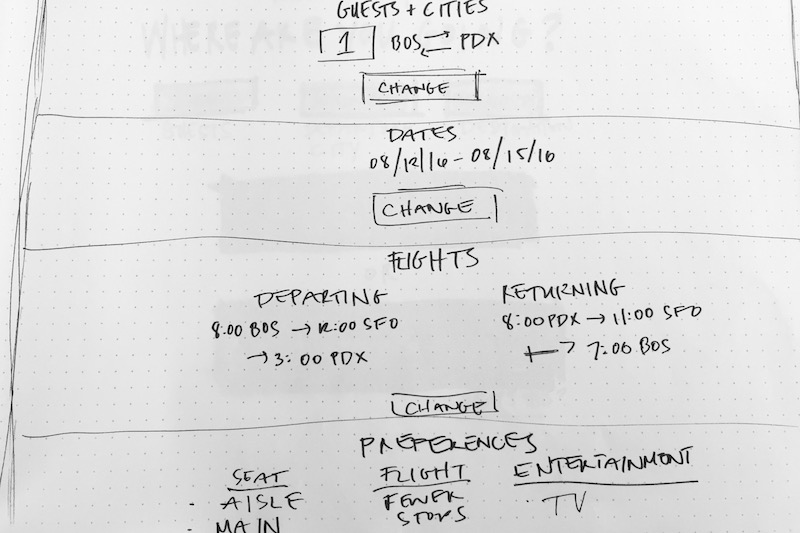 GUESTS + CITIES
1 BOS ⇄ PDX
CHANGE
DATES
08/12/16 - 08/15/16
CHANGE
FLIGHTS
DEPARTING
8:00 BOS → 12:00 SFO
→ 3:00 PDX
RETURNING
8:00 PDX → 11:00 SFO
→ 7:00 BOS
CHANGE
PREFERENCES
SEAT
· AISLE
· MAIN
FLIGHT
FEWER
STOPS
ENTERTAINMENT
· TV